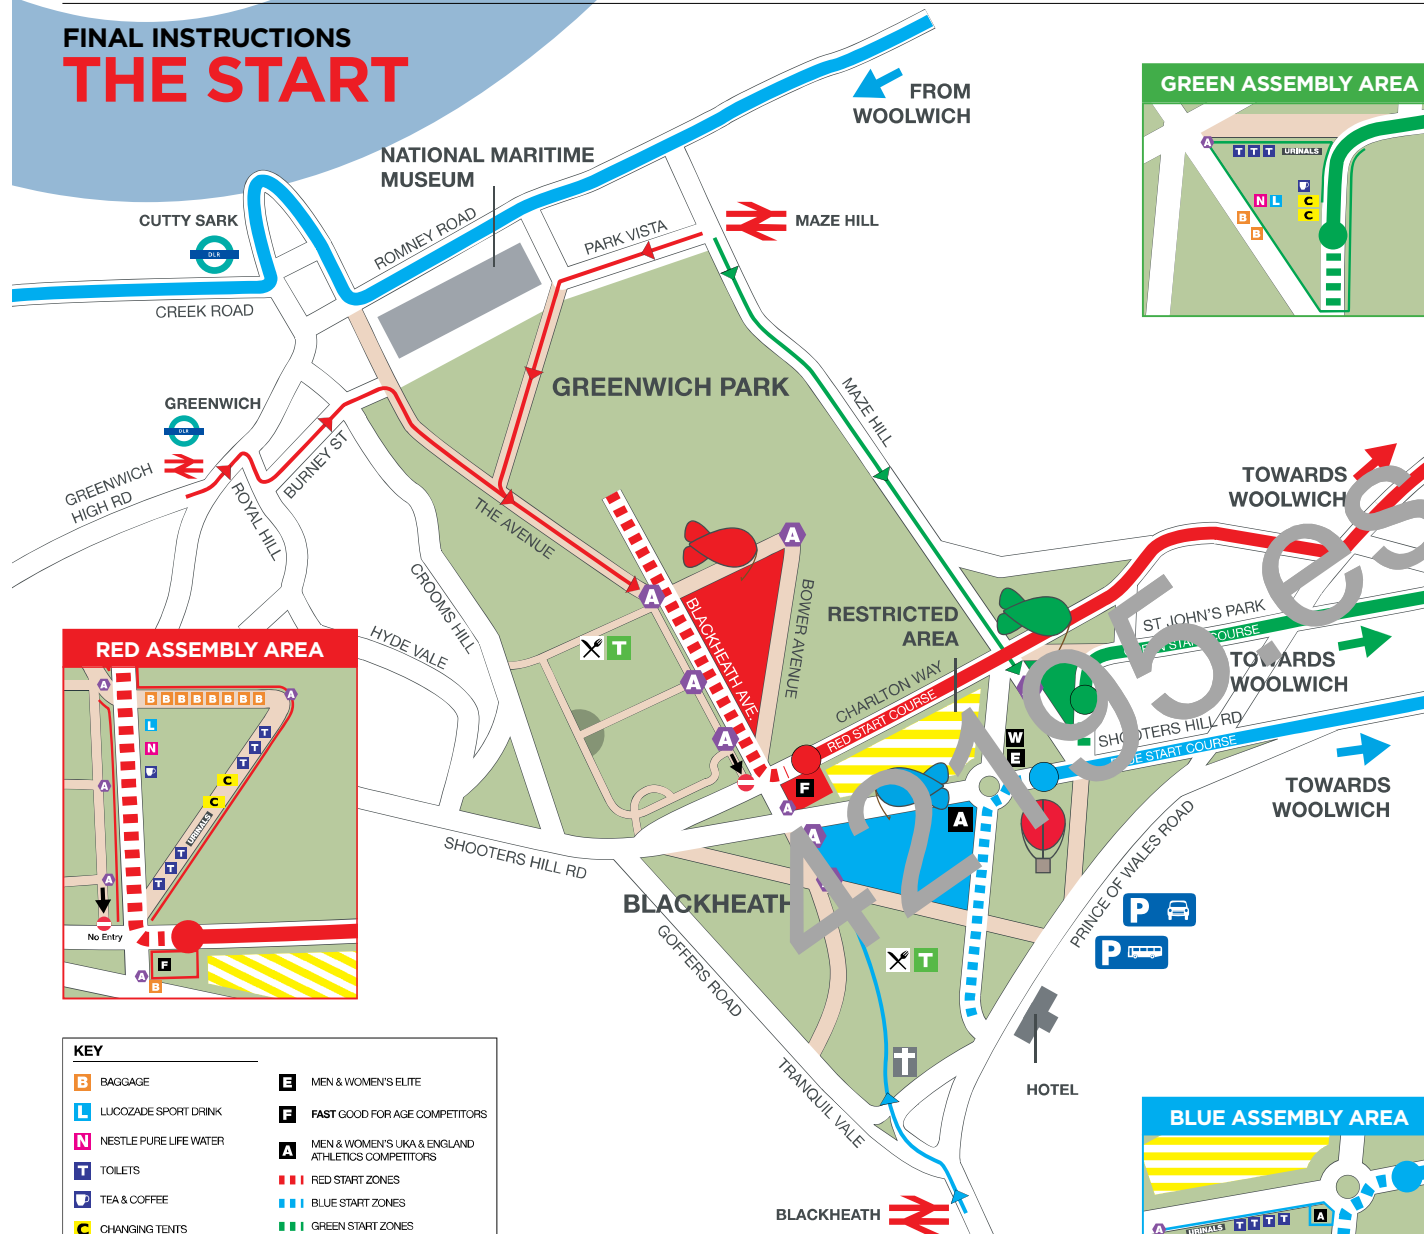 FINAL INSTRUCTIONS
THE START
FROM
WOOLWICH
GREEN ASSEMBLY AREA
A
T T T URINALS
N L
C
C
B
B
NATIONAL MARITIME
MUSEUM
CUTTY SARK
DLR
ROMNEY ROAD
PARK VISTA
MAZE HILL
CREEK ROAD
GREENWICH PARK
MAZE HILL
GREENWICH
DLR
GREENWICH
HIGH RD
BURNEY ST
ROYAL HILL
THE AVENUE
CROOMS HILL
HYDE VALE
A
A
A
A
BLACKHEATH AVE.
BOWER AVENUE
T
RESTRICTED
AREA
CHARLTON WAY
RED START COURSE
TOWARDS
WOOLWICH
ST JOHN'S PARK
START COURSE
TOWARDS
WOOLWICH
SHOOTERS HILL RD
START COURSE
TOWARDS
WOOLWICH
W
E
F
A
A
A
SHOOTERS HILL RD
BLACKHEATH
PRINCE OF WALES ROAD
P
P
T
GOFFERS ROAD
TRANQUIL VALE
HOTEL
BLACKHEATH
42195.es
RED ASSEMBLY AREA
A
B B B B B B B B
A
L
N
T
T
T
C
C
URINALS
T
T
T
A
A
No Entry
F
A
B
KEY
B BAGGAGE
L LUCOZADE SPORT DRINK
N NESTLE PURE LIFE WATER
T TOILETS
TEA & COFFEE
C CHANGING TENTS
E MEN & WOMEN'S ELITE
F FAST GOOD FOR AGE COMPETITORS
A MEN & WOMEN'S UKA & ENGLAND
ATHLETICS COMPETITORS
RED START ZONES
BLUE START ZONES
GREEN START ZONES
BLUE ASSEMBLY AREA
A
URINALS T T T T
A